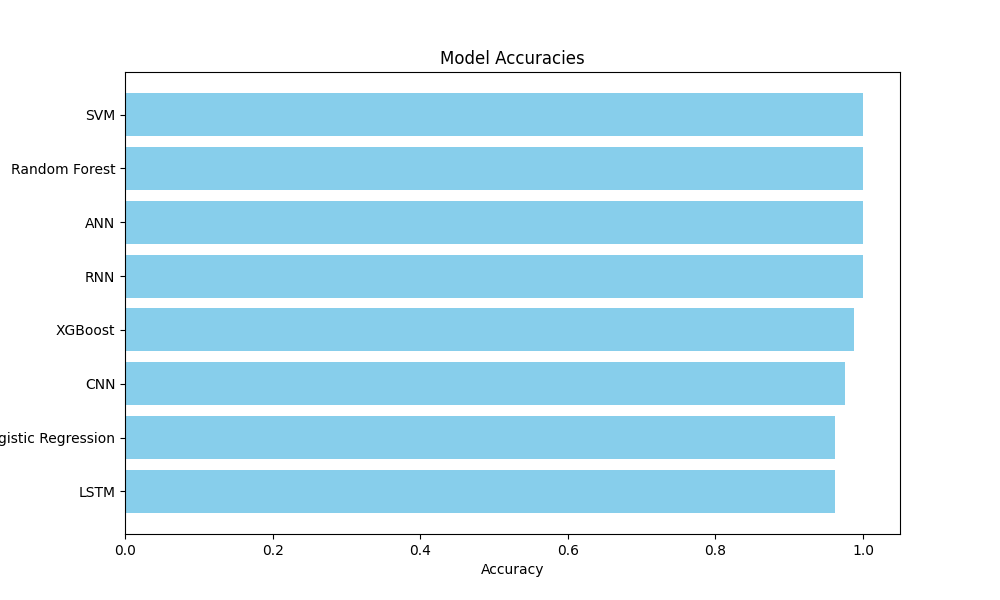 Model Accuracies
SVM
Random Forest
ANN
RNN
XGBoost
CNN
gistic Regression
LSTM
0.0 0.2 0.4 0.6 0.8 1.0
Accuracy